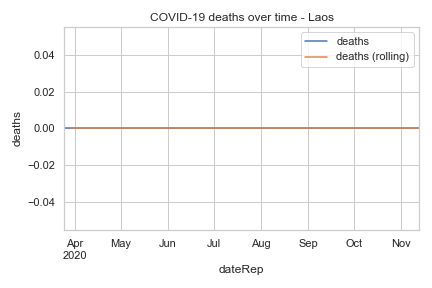 COVID-19 deaths over time - Laos
deaths
deaths (rolling)
0.04
0.02
0.00
−0.02
−0.04
deaths
Apr
2020
May
Jun
Jul
Aug
Sep
Oct
Nov
dateRep